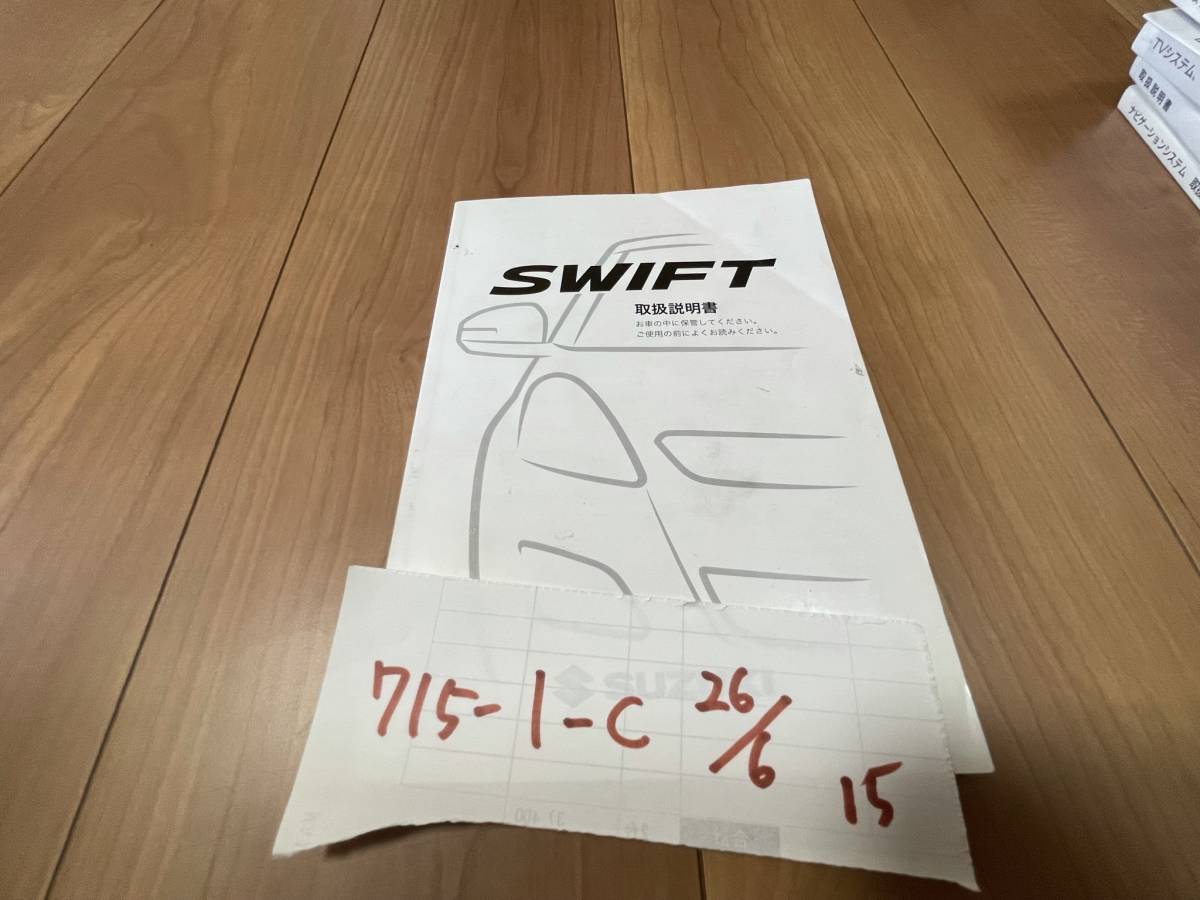 TVシステム
取扱説明書
ナビゲーションシステム 取扱
SWIFT
取扱説明書
お車の中に保管してください。
ご使用の前によくお読みください。
715-1-C 26/6
15